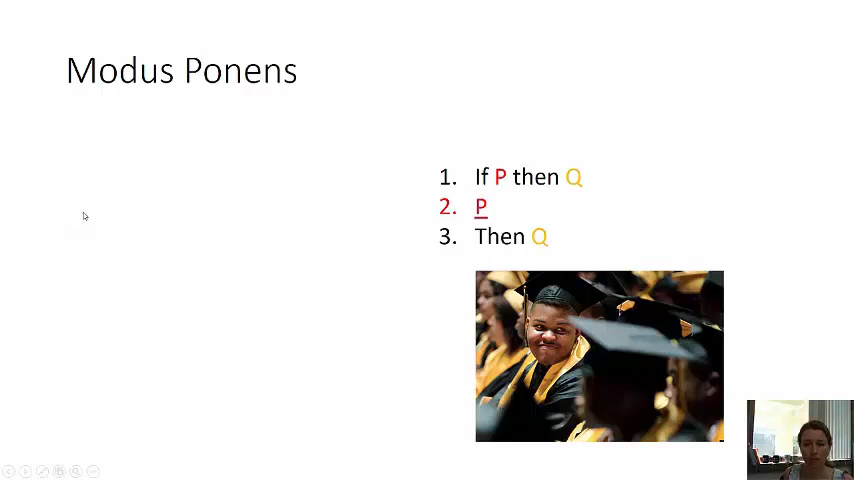 Modus Ponens
1. If P then Q
2. P
3. Then Q